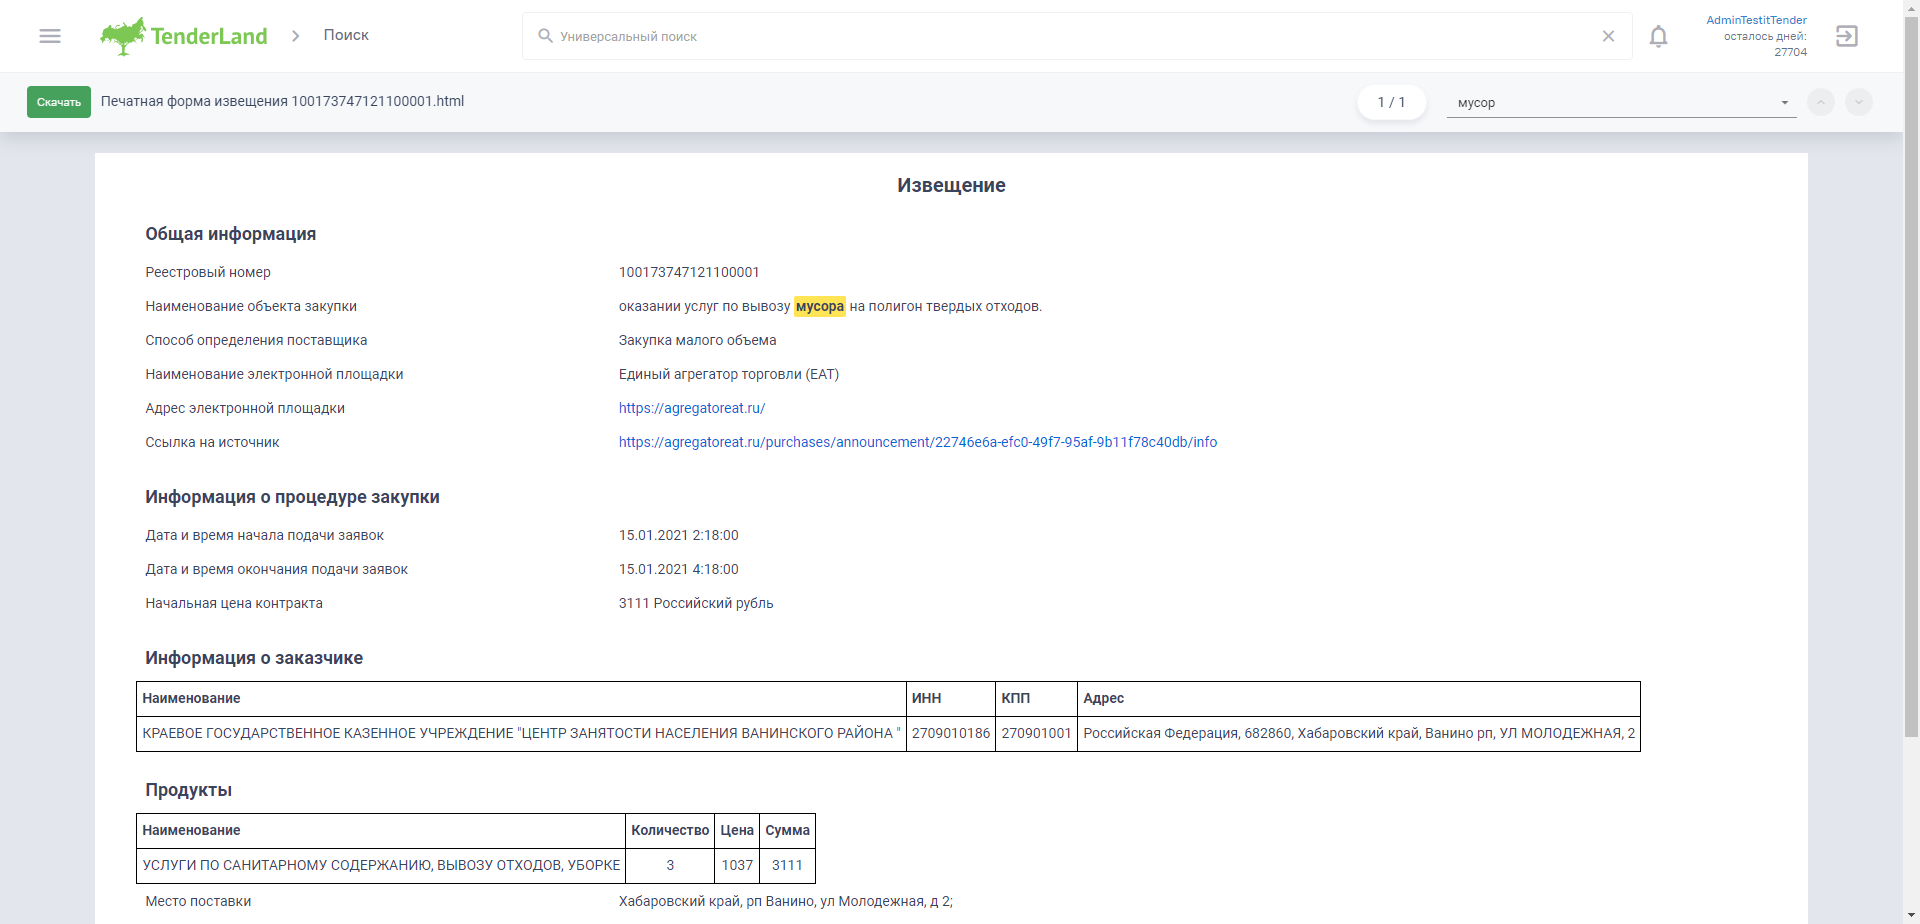 TenderLand
Поиск
Универсальный поиск
AdminTestitTender
осталось дней:
27704
Скачать
Печатная форма извещения 100173747121100001.html
1 / 1
мусор
Извещение
Общая информация
Реестровый номер 100173747121100001
Наименование объекта закупки оказании услуг по вывозу мусора на полигон твердых отходов.
Способ определения поставщика Закупка малого объема
Наименование электронной площадки Единый агрегатор торговли (ЕАТ)
Адрес электронной площадки https://agregatoreat.ru/
Ссылка на источник https://agregatoreat.ru/purchases/announcement/22746e6a-efc0-49f7-95af-9b11f78c40db/info
Информация о процедуре закупки
Дата и время начала подачи заявок 15.01.2021 2:18:00
Дата и время окончания подачи заявок 15.01.2021 4:18:00
Начальная цена контракта 3111 Российский рубль
Информация о заказчике
Наименование ИНН КПП Адрес
КРАЕВОЕ ГОСУДАРСТВЕННОЕ КАЗЕННОЕ УЧРЕЖДЕНИЕ "ЦЕНТР ЗАНЯТОСТИ НАСЕЛЕНИЯ ВАНИНСКОГО РАЙОНА " 2709010186 270901001 Российская Федерация, 682860, Хабаровский край, Ванино рп, УЛ МОЛОДЕЖНАЯ, 2
Продукты
Наименование Количество Цена Сумма
УСЛУГИ ПО САНИТАРНОМУ СОДЕРЖАНИЮ, ВЫВОЗУ ОТХОДОВ, УБОРКЕ 3 1037 3111
Место поставки Хабаровский край, рп Ванино, ул Молодежная, д 2;